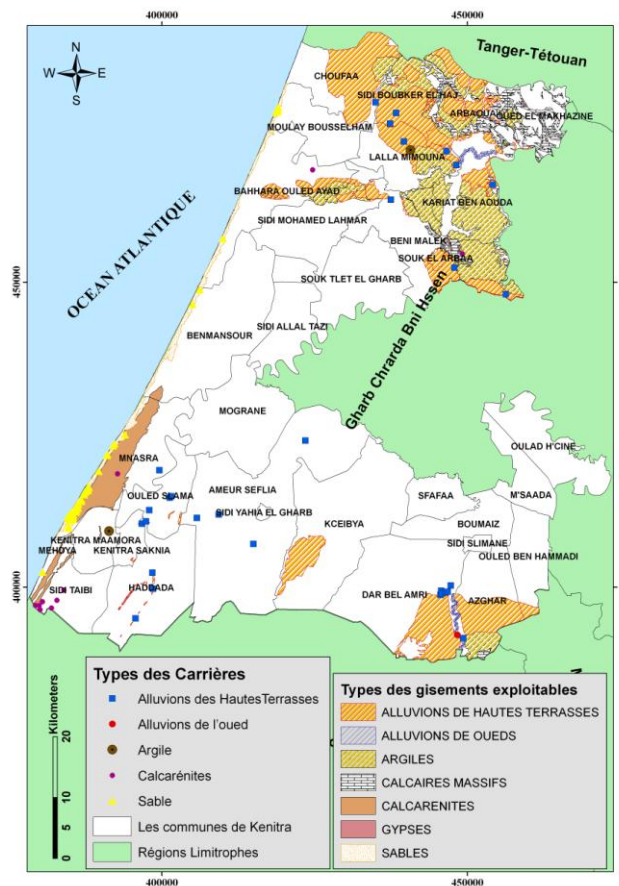 400000
450000
N
W
E
S
Tanger-Tétouan
CHOUFAA
SIDI BOUBKER EL HAJ
ARBAOUA
OUED EL MAKHAZINE
MOULAY BOUSSELHAM
LALLA MIMOUNA
BAHHARA OULED AYAD
KARIAT BEN AOUDA
SIDI MOHAMED LAHMAR
OCEAN ATLANTIQUE
BENI MALEK
SOUK EL ARBAA
450000
450000
SOUK TLET EL GHARB
Gharb Chrarda Bni Hssen
SIDI ALLAL TAZI
BENMANSOUR
MOGRANE
OULAD H'CINE
MNASRA
AMEUR SEFLIA
OULED SLAMA
SFAFAA
M'SAADA
SIDI YAHIA EL GHARB
KCEIBYA
BOUMAIZ
KENITRA MAAMORA
SIDI SLIMANE
MEHDYA
KENITRA SAKNIA
OULED BEN HAMMADI
400000
400000
SIDI TAIBI
HADDADA
DAR BEL AMRI
AZGHAR
Types des Carrières
Alluvions des HautesTerrasses
Alluvions de l'oued
Argile
Calcarénites
Sable
Les communes de Kenitra
Régions Limitrophes
Kilometers
20
10
5
0
Types des gisements exploitables
ALLUVIONS DE HAUTES TERRASSES
ALLUVIONS DE OUEDS
ARGILES
CALCAIRES MASSIFS
CALCARENITES
GYPSES
SABLES
400000
450000